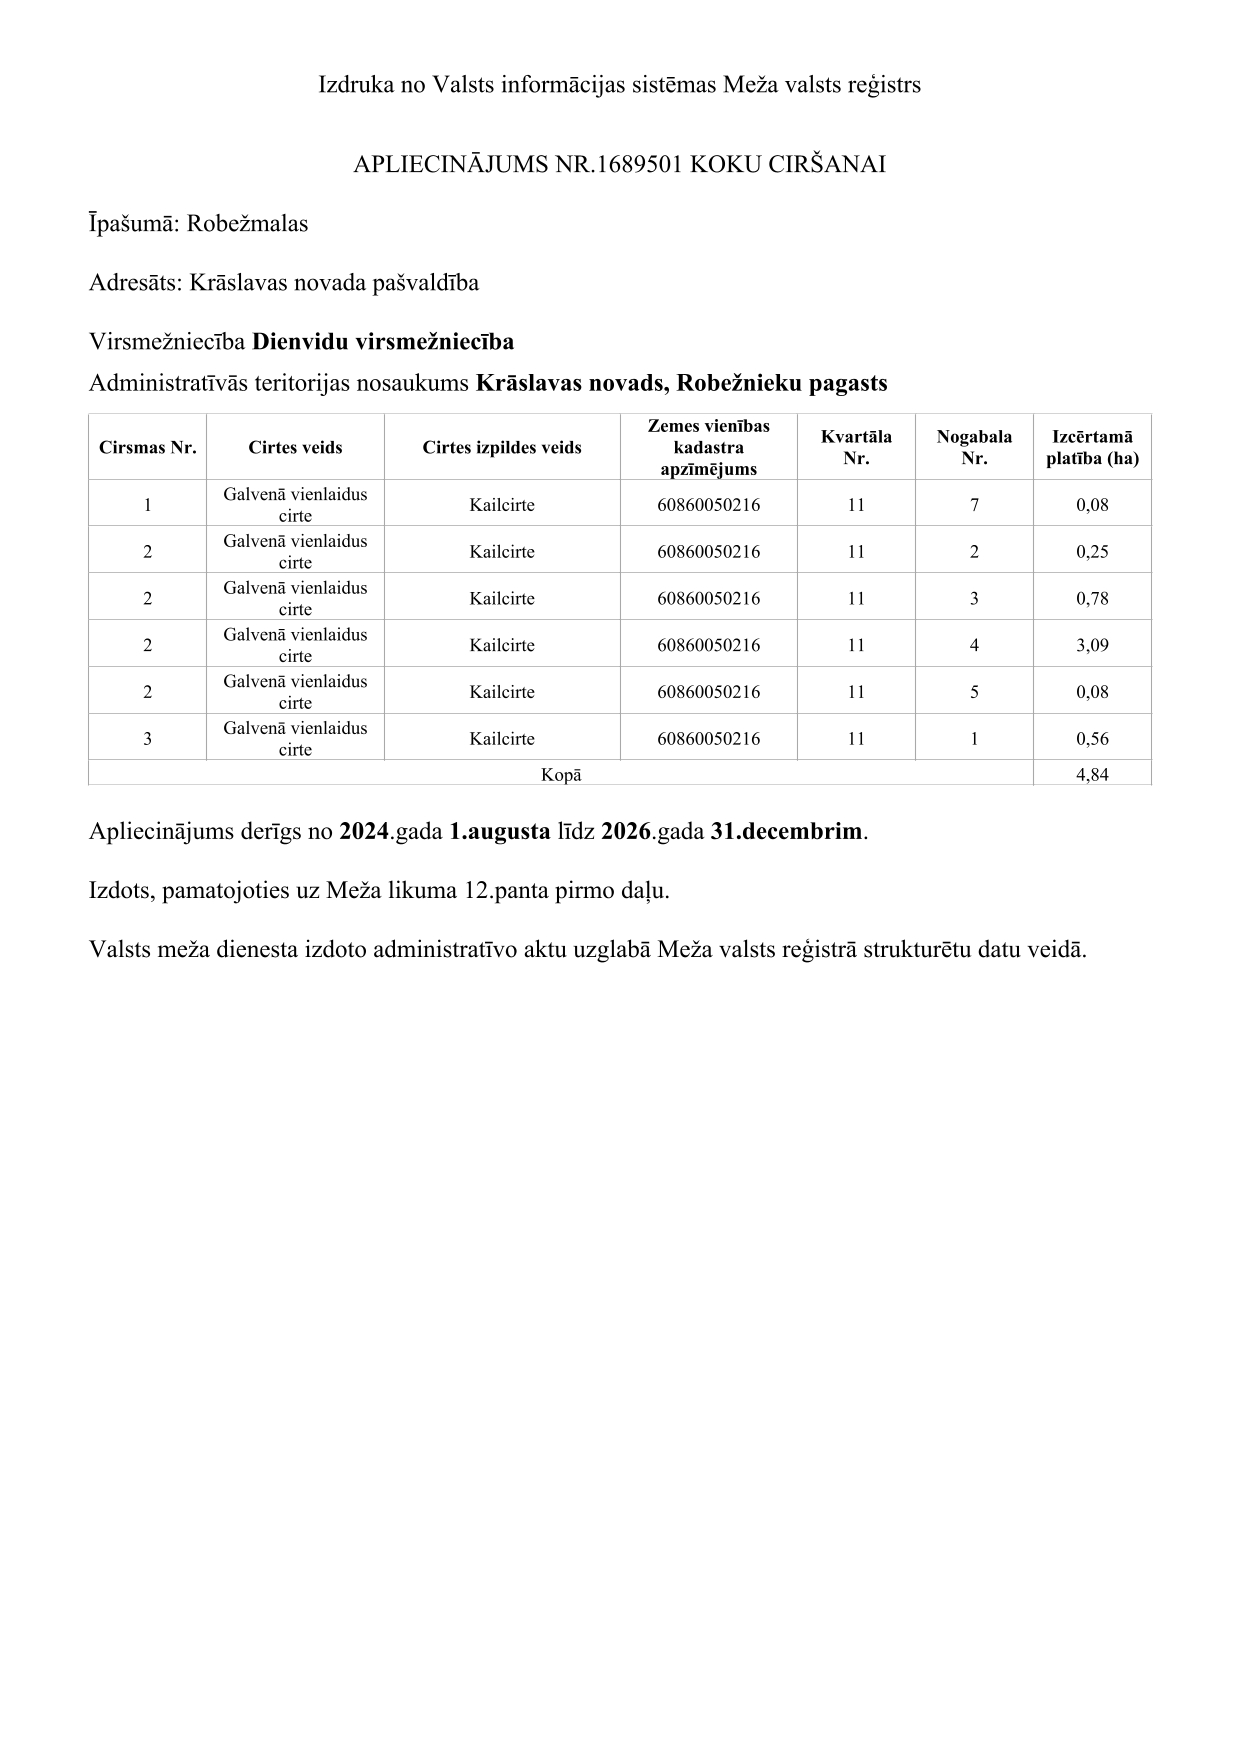 Izdruka no Valsts informācijas sistēmas Meža valsts reģistrs
APLIECINĀJUMS NR.1689501 KOKU CIRŠANAI
Īpašumā: Robežmalas
Adresāts: Krāslavas novada pašvaldība
Virsmežniecība Dienvidu virsmežniecība
Administratīvās teritorijas nosaukums Krāslavas novads, Robežnieku pagasts
Cirsmas Nr. Cirtes veids Cirtes izpildes veids Zemes vienības kadastra apzīmējums Kvartāla Nr. Nogabala Nr. Izcērtamā platība (ha)
1 Galvenā vienlaidus cirte Kailcirte 60860050216 11 7 0,08
2 Galvenā vienlaidus cirte Kailcirte 60860050216 11 2 0,25
2 Galvenā vienlaidus cirte Kailcirte 60860050216 11 3 0,78
2 Galvenā vienlaidus cirte Kailcirte 60860050216 11 4 3,09
2 Galvenā vienlaidus cirte Kailcirte 60860050216 11 5 0,08
3 Galvenā vienlaidus cirte Kailcirte 60860050216 11 1 0,56
Kopā 4,84
Apliecinājums derīgs no 2024.gada 1.augusta līdz 2026.gada 31.decembrim.
Izdots, pamatojoties uz Meža likuma 12.panta pirmo daļu.
Valsts meža dienesta izdoto administratīvo aktu uzglabā Meža valsts reģistrā strukturētu datu veidā.